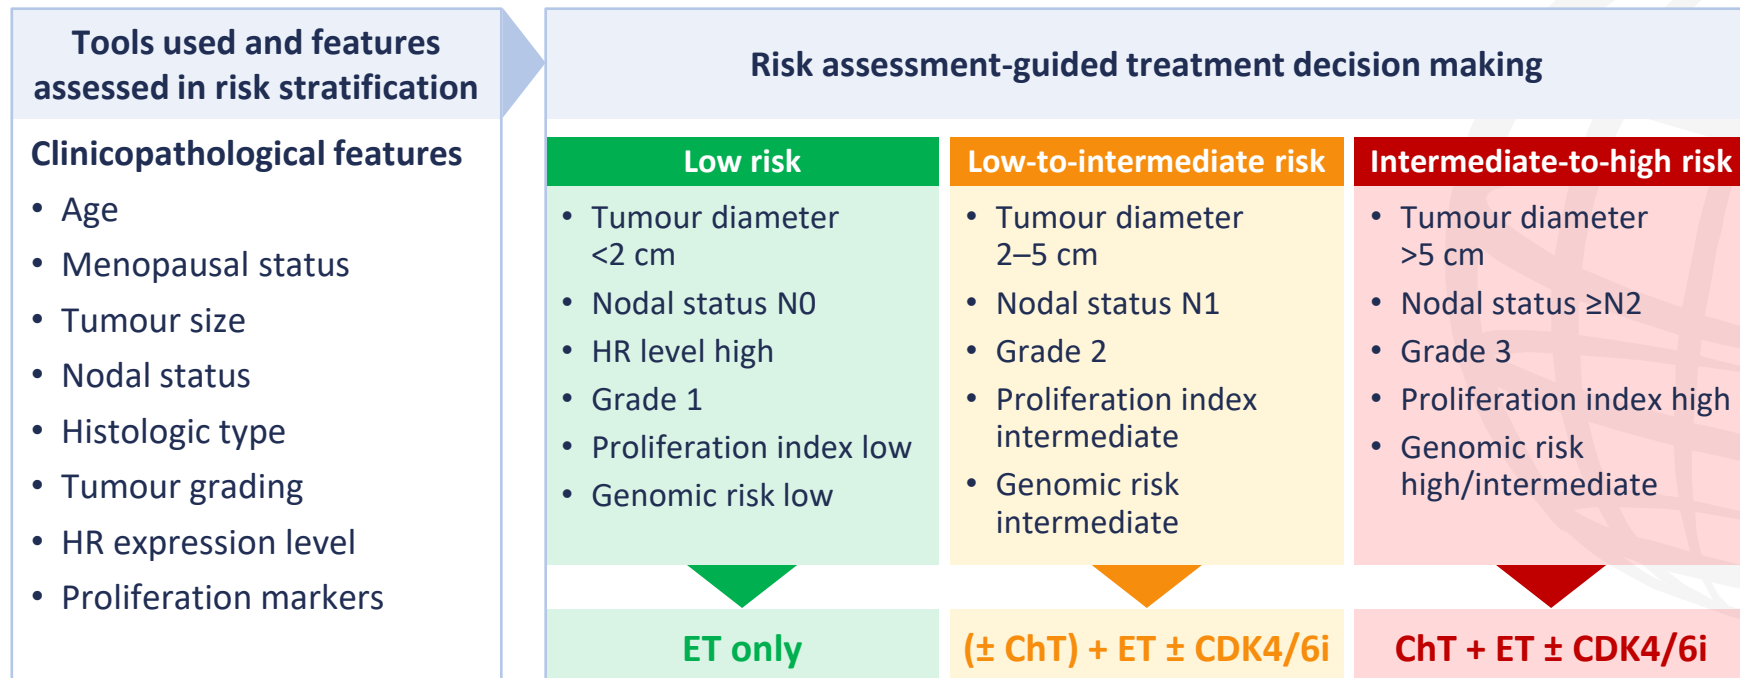 Tools used and features
assessed in risk stratification
Clinicopathological features
• Age
• Menopausal status
• Tumour size
• Nodal status
• Histologic type
• Tumour grading
• HR expression level
• Proliferation markers
Risk assessment-guided treatment decision making
Low risk
• Tumour diameter
<2 cm
• Nodal status N0
• HR level high
• Grade 1
• Proliferation index low
• Genomic risk low
ET only
Low-to-intermediate risk
• Tumour diameter
2–5 cm
• Nodal status N1
• Grade 2
• Proliferation index
intermediate
• Genomic risk
intermediate
(± ChT) + ET ± CDK4/6i
Intermediate-to-high risk
• Tumour diameter
>5 cm
• Nodal status ≥N2
• Grade 3
• Proliferation index high
• Genomic risk
high/intermediate
ChT + ET ± CDK4/6i